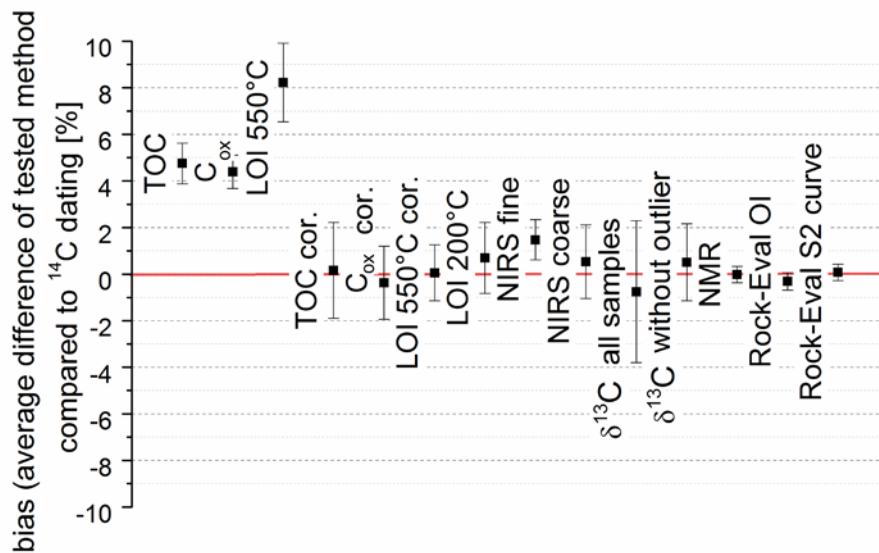 bias (average difference of tested method
compared to ¹⁴C dating [%]
10
8
6
4
2
0
-2
-4
-6
-8
-10
TOC
Cox
LOI 550°C
TOC cor.
Cox cor.
LOI 550°C cor.
LOI 200°C
NIRS fine
NIRS coarse
δ¹³C all samples
δ¹³C without outlier
NMR
Rock-Eval OI
Rock-Eval S2 curve